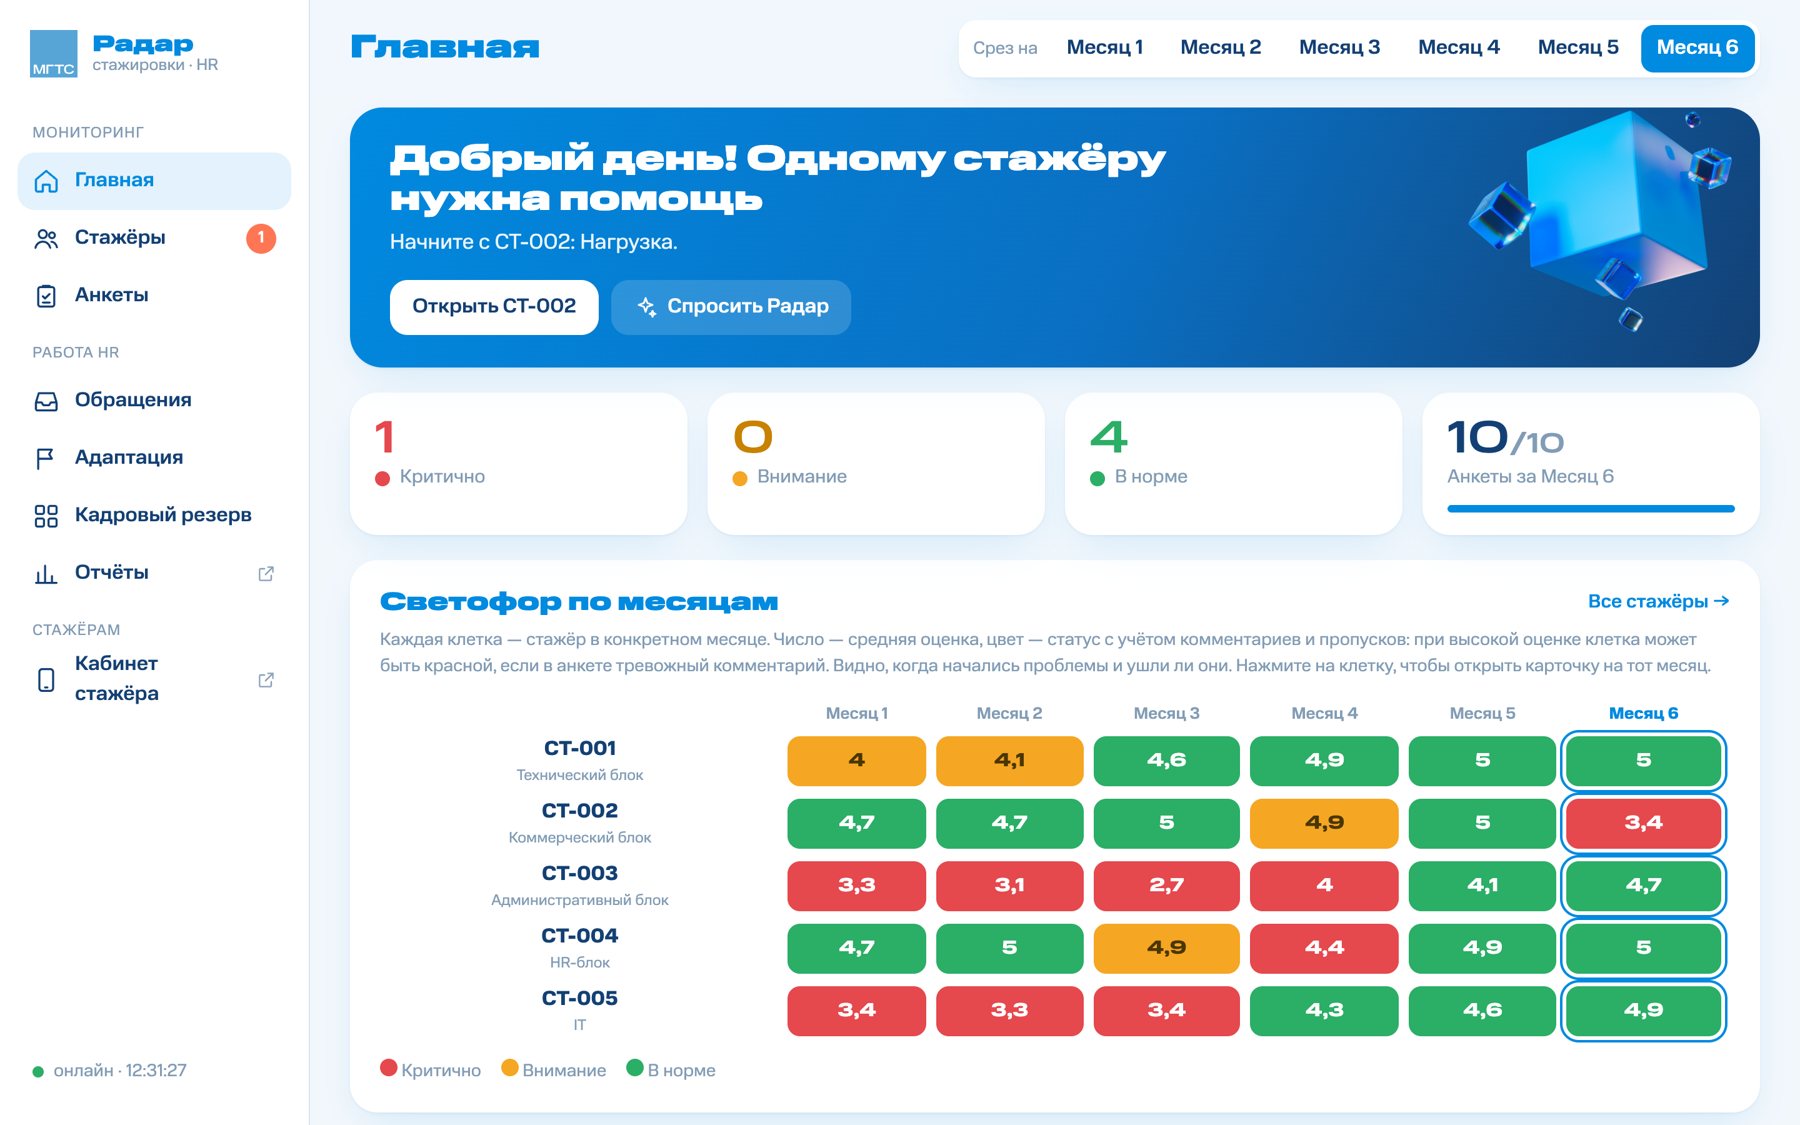 МГТС
Радар
стажировки · HR
МОНИТОРИНГ
Главная
Стажёры
1
Анкеты
РАБОТА HR
Обращения
Адаптация
Кадровый резерв
Отчёты
СТАЖЁРАМ
Кабинет
стажёра
онлайн · 12:31:27
Главная
Срез на Месяц 1 Месяц 2 Месяц 3 Месяц 4 Месяц 5 Месяц 6
Добрый день! Одному стажёру
нужна помощь
Начните с СТ-002: Нагрузка.
Открыть СТ-002 Спросить Радар
1
Критично
0
Внимание
4
В норме
10/10
Анкеты за Месяц 6
Светофор по месяцам
Все стажёры →
Каждая клетка — стажёр в конкретном месяце. Число — средняя оценка, цвет — статус с учётом комментариев и пропусков: при высокой оценке клетка может
быть красной, если в анкете тревожный комментарий. Видно, когда начались проблемы и ушли ли они. Нажмите на клетку, чтобы открыть карточку на тот месяц.
Месяц 1 Месяц 2 Месяц 3 Месяц 4 Месяц 5 Месяц 6
СТ-001
Технический блок
4 4,1 4,6 4,9 5 5
СТ-002
Коммерческий блок
4,7 4,7 5 4,9 5 3,4
СТ-003
Административный блок
3,3 3,1 2,7 4 4,1 4,7
СТ-004
HR-блок
4,7 5 4,9 4,4 4,9 5
СТ-005
IT
3,4 3,3 3,4 4,3 4,6 4,9
Критично Внимание В норме